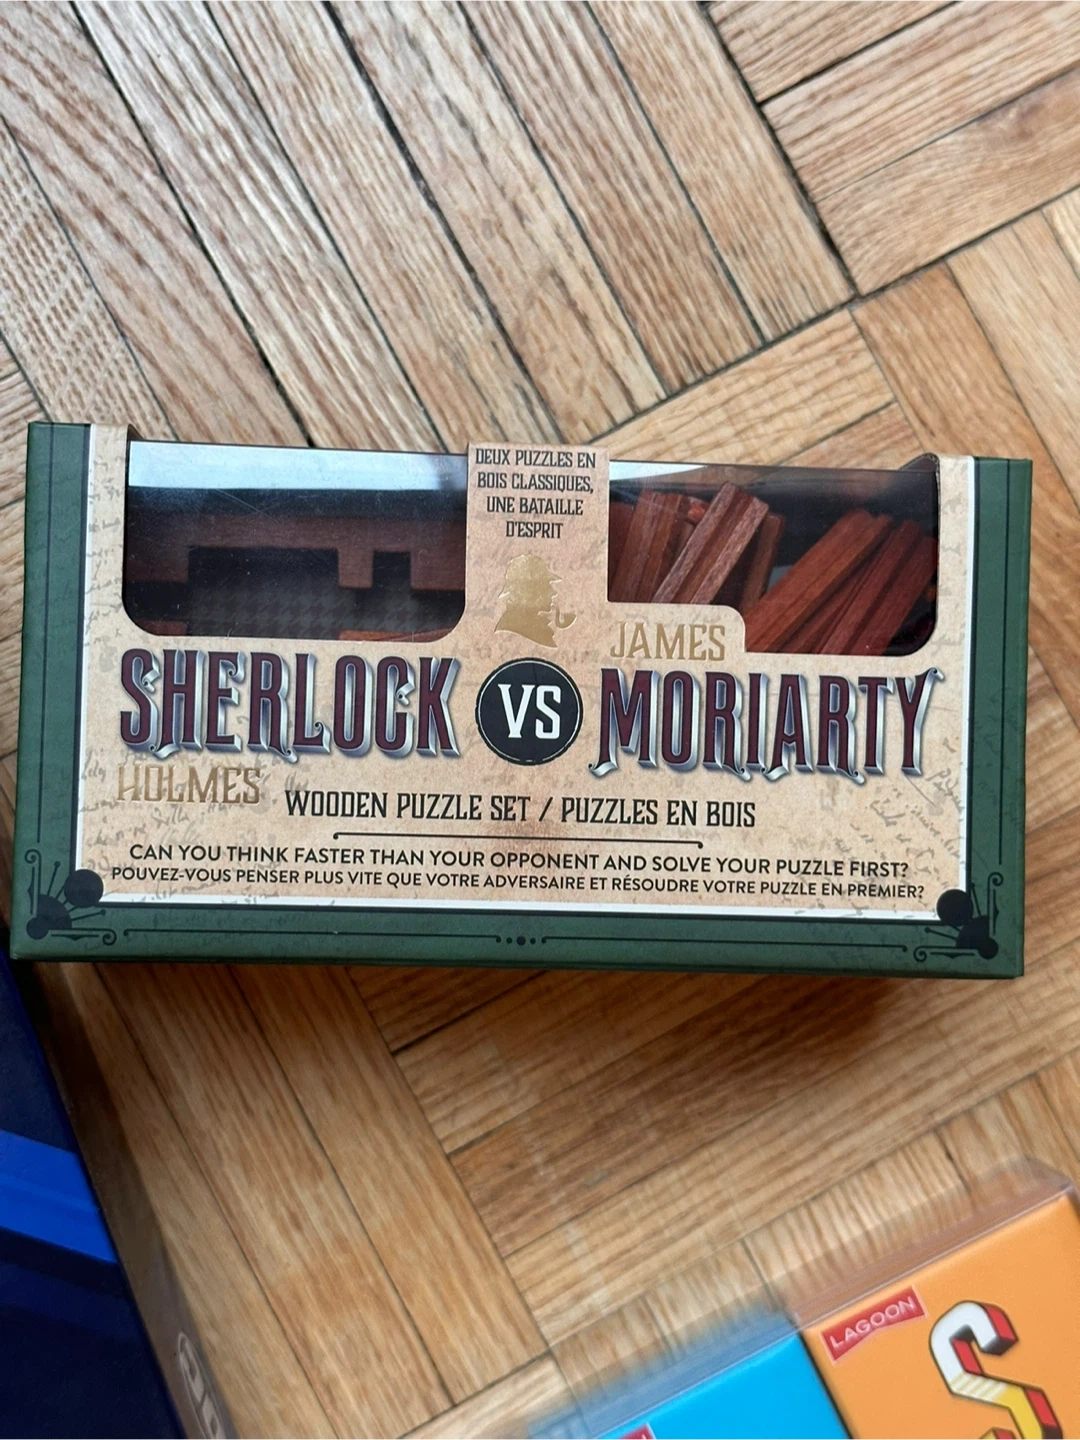 DEUX PUZZLES EN
BOIS CLASSIQUES,
UNE BATAILLE
D'ESPRIT
SHERLOCK
HOLMES
VS
JAMES
MORIARTY
WOODEN PUZZLE SET / PUZZLES EN BOIS
CAN YOU THINK FASTER THAN YOUR OPPONENT AND SOLVE YOUR PUZZLE FIRST?
POUVEZ-VOUS PENSER PLUS VITE QUE VOTRE ADVERSAIRE ET RÉSOUDRE VOTRE PUZZLE EN PREMIER?
LAGOON
S